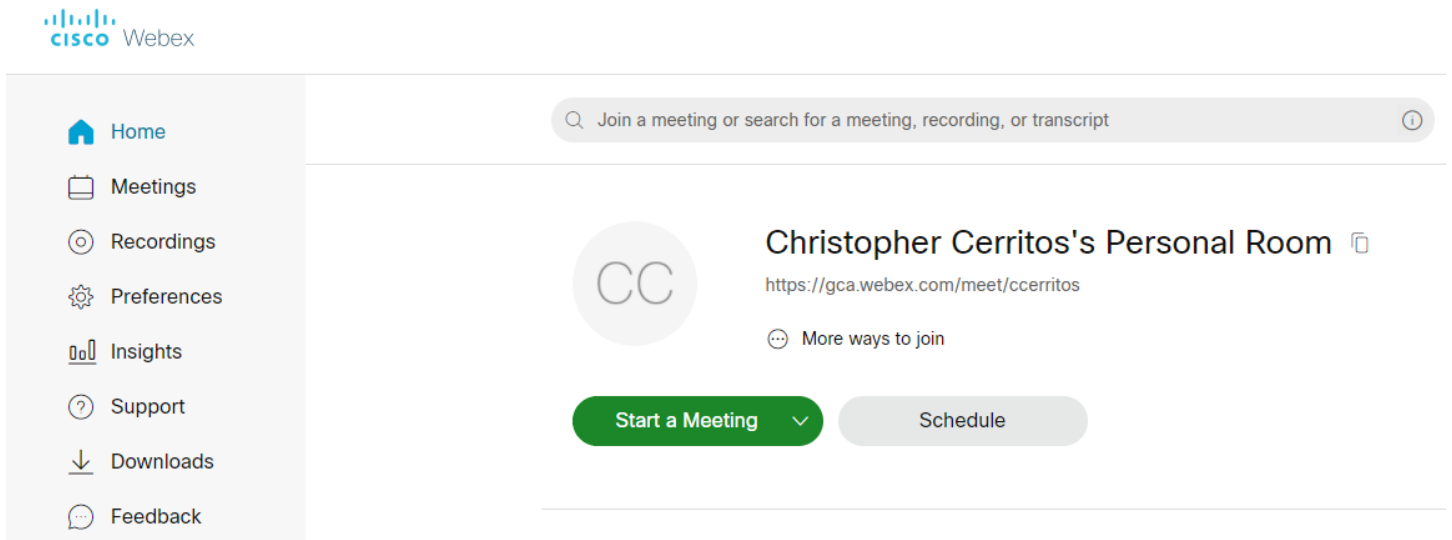 cisco Webex
Home
Meetings
Recordings
Preferences
Insights
Support
Downloads
Feedback
Join a meeting or search for a meeting, recording, or transcript
CC
Christopher Cerritos's Personal Room
https://gca.webex.com/meet/ccerritos
More ways to join
Start a Meeting
Schedule